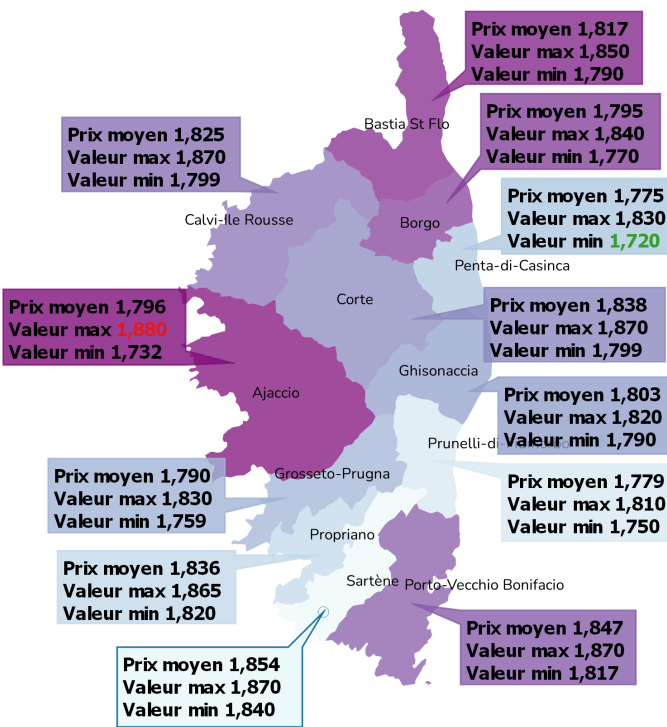 Prix moyen 1,817
Valeur max 1,850
Valeur min 1,790
Bastia St Flo
Prix moyen 1,795
Valeur max 1,840
Valeur min 1,770
Prix moyen 1,825
Valeur max 1,870
Valeur min 1,799
Calvi-Ile Rousse
Borgo
Prix moyen 1,775
Valeur max 1,830
Valeur min 1,720
Penta-di-Casinca
Corte
Prix moyen 1,838
Valeur max 1,870
Valeur min 1,799
Prix moyen 1,796
Valeur max 1,880
Valeur min 1,732
Ajaccio
Ghisonaccia
Prix moyen 1,803
Valeur max 1,820
Valeur min 1,790
Prunelli-di-
Grosseto-Prugna
Prix moyen 1,790
Valeur max 1,830
Valeur min 1,759
Prix moyen 1,779
Valeur max 1,810
Valeur min 1,750
Propriano
Prix moyen 1,836
Valeur max 1,865
Valeur min 1,820
Sartène
Porto-Vecchio Bonifacio
Prix moyen 1,847
Valeur max 1,870
Valeur min 1,817
Prix moyen 1,854
Valeur max 1,870
Valeur min 1,840